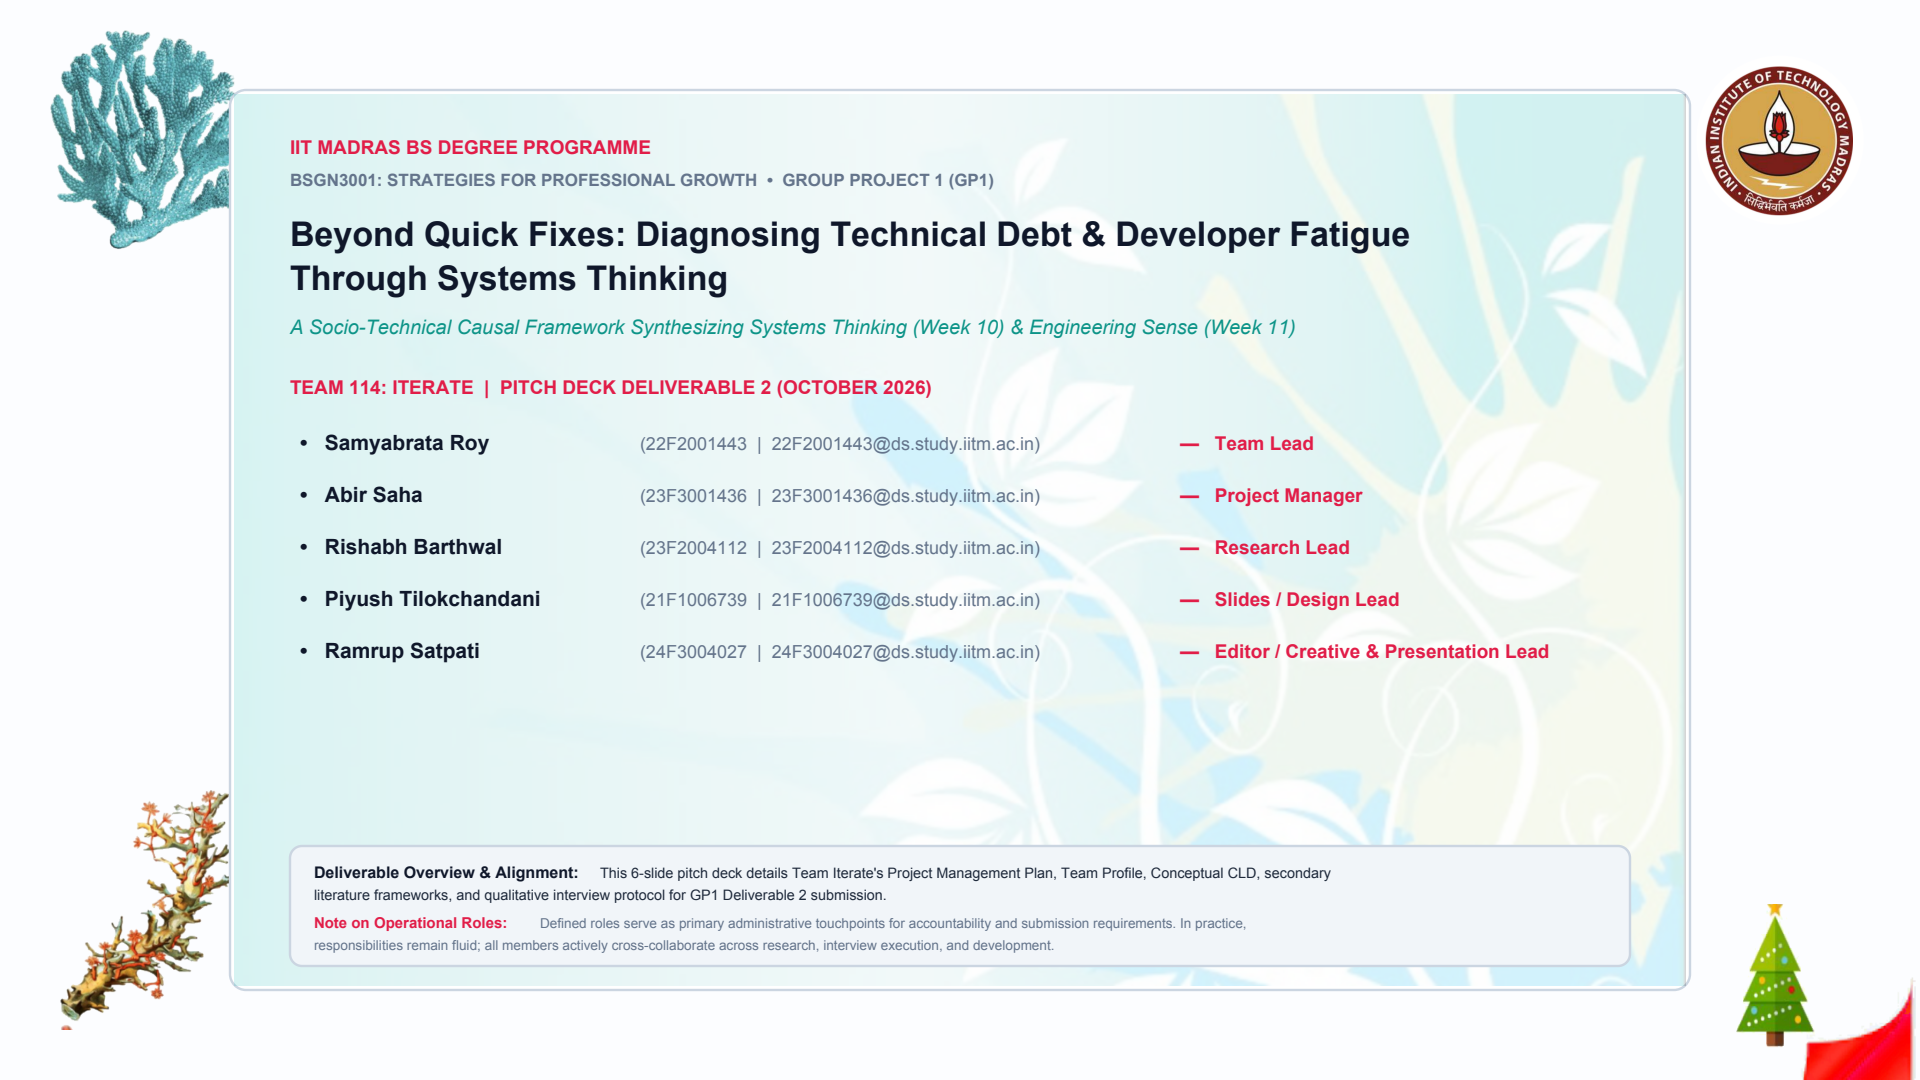 IIT MADRAS BS DEGREE PROGRAMME
BSGN3001: STRATEGIES FOR PROFESSIONAL GROWTH • GROUP PROJECT 1 (GP1)
Beyond Quick Fixes: Diagnosing Technical Debt & Developer Fatigue
Through Systems Thinking
A Socio-Technical Causal Framework Synthesizing Systems Thinking (Week 10) & Engineering Sense (Week 11)
TEAM 114: ITERATE | PITCH DECK DELIVERABLE 2 (OCTOBER 2026)
• Samyabrata Roy (22F2001443 | 22F2001443@ds.study.iitm.ac.in) — Team Lead
• Abir Saha (23F3001436 | 23F3001436@ds.study.iitm.ac.in) — Project Manager
• Rishabh Barthwal (23F2004112 | 23F2004112@ds.study.iitm.ac.in) — Research Lead
• Piyush Tilokchandani (21F1006739 | 21F1006739@ds.study.iitm.ac.in) — Slides / Design Lead
• Ramrup Satpati (24F3004027 | 24F3004027@ds.study.iitm.ac.in) — Editor / Creative & Presentation Lead
Deliverable Overview & Alignment: This 6-slide pitch deck details Team Iterate's Project Management Plan, Team Profile, Conceptual CLD, secondary
literature frameworks, and qualitative interview protocol for GP1 Deliverable 2 submission.
Note on Operational Roles: Defined roles serve as primary administrative touchpoints for accountability and submission requirements. In practice,
responsibilities remain fluid; all members actively cross-collaborate across research, interview execution, and development.
INDIAN INSTITUTE OF TECHNOLOGY MADRAS
सिद्धिर्भवति कर्मजा